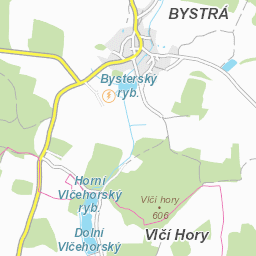 BYSTRÁ
Bysterský
ryb.
Horní
Vlčehorský
ryb.
Vlčí hory
606
Vlčí Hory
Dolní
Vlčehorský